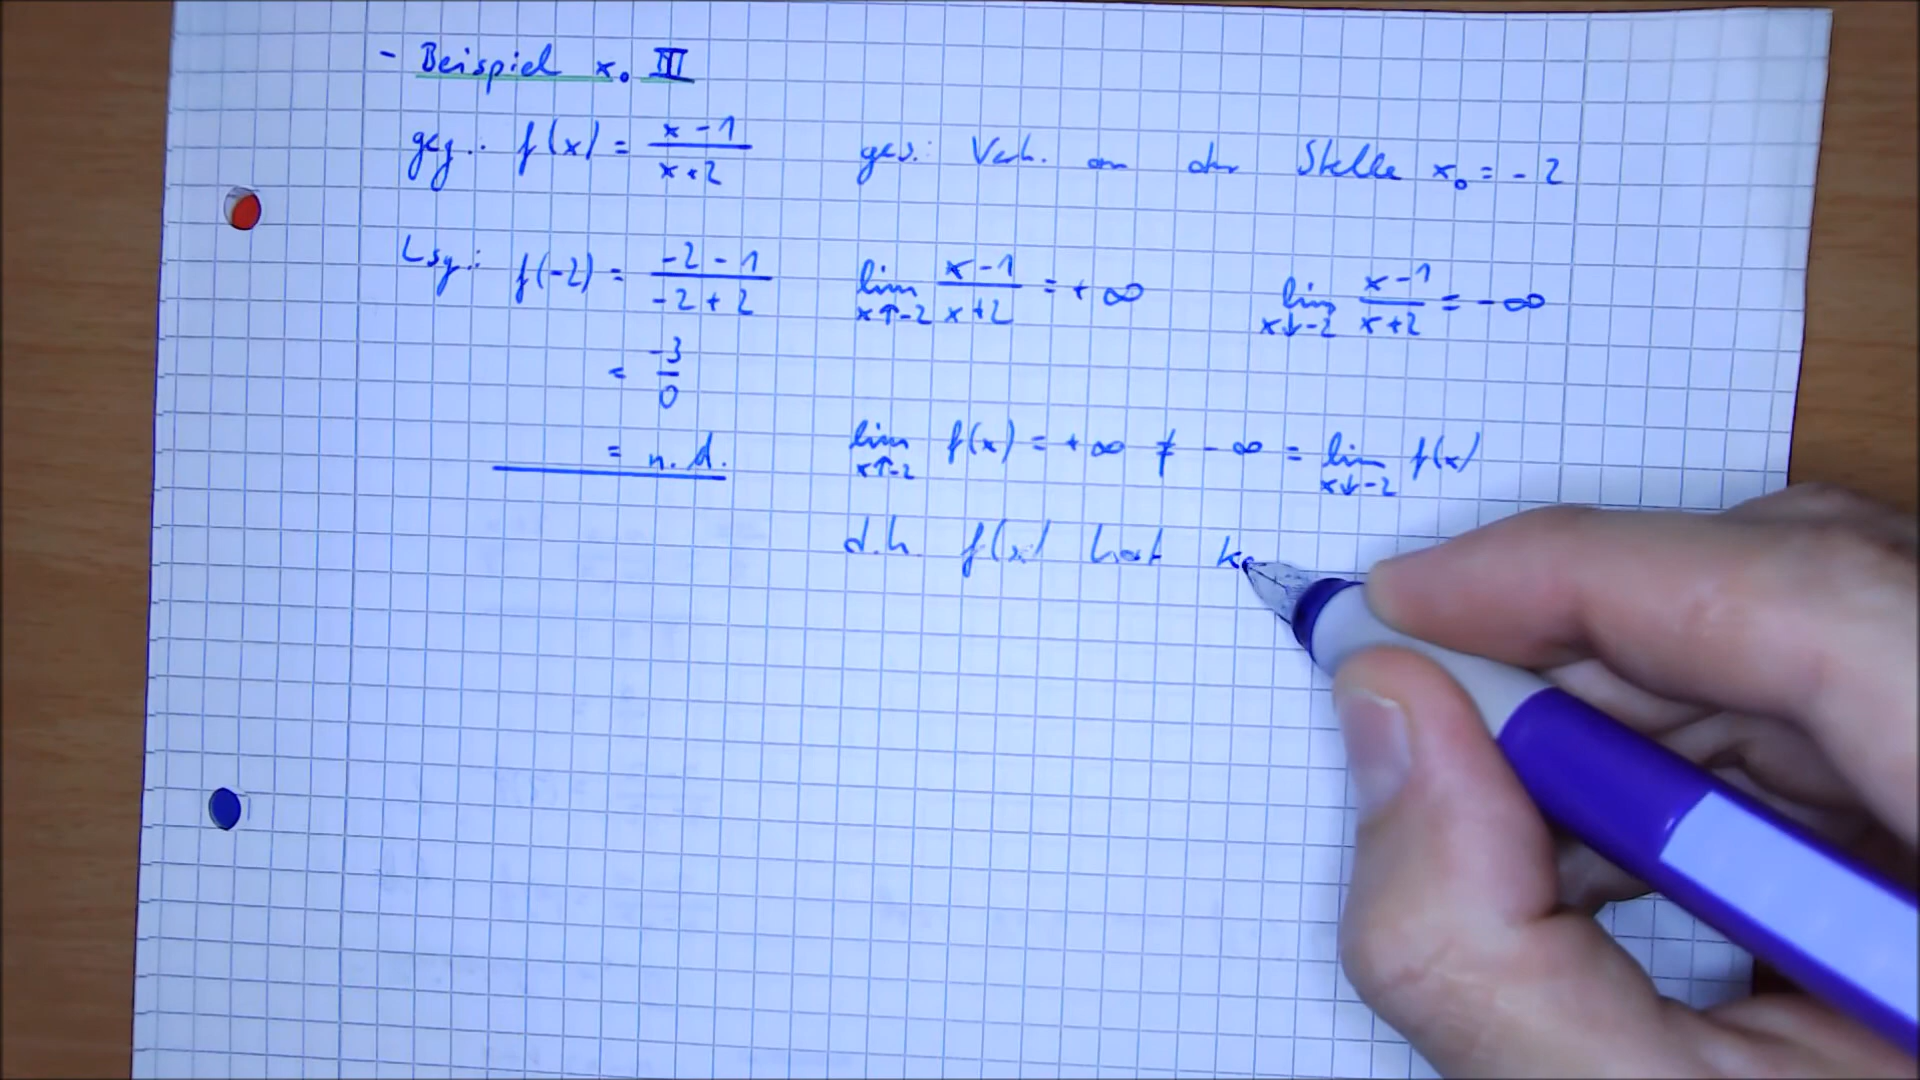 - Beispiel x₀ III
geg.: f(x) = (x-1)/(x+2) ges.: Verh. an der Stelle x₀ = -2
Lsg.: f(-2) = (-2-1)/(-2+2) lim x↑-2 (x-1)/(x+2) = +∞ lim x↓-2 (x-1)/(x+2) = -∞
= -3/0
= n.d. lim x↑-2 f(x) = +∞ ≠ -∞ = lim x↓-2 f(x)
d.h. f(x) hat ke